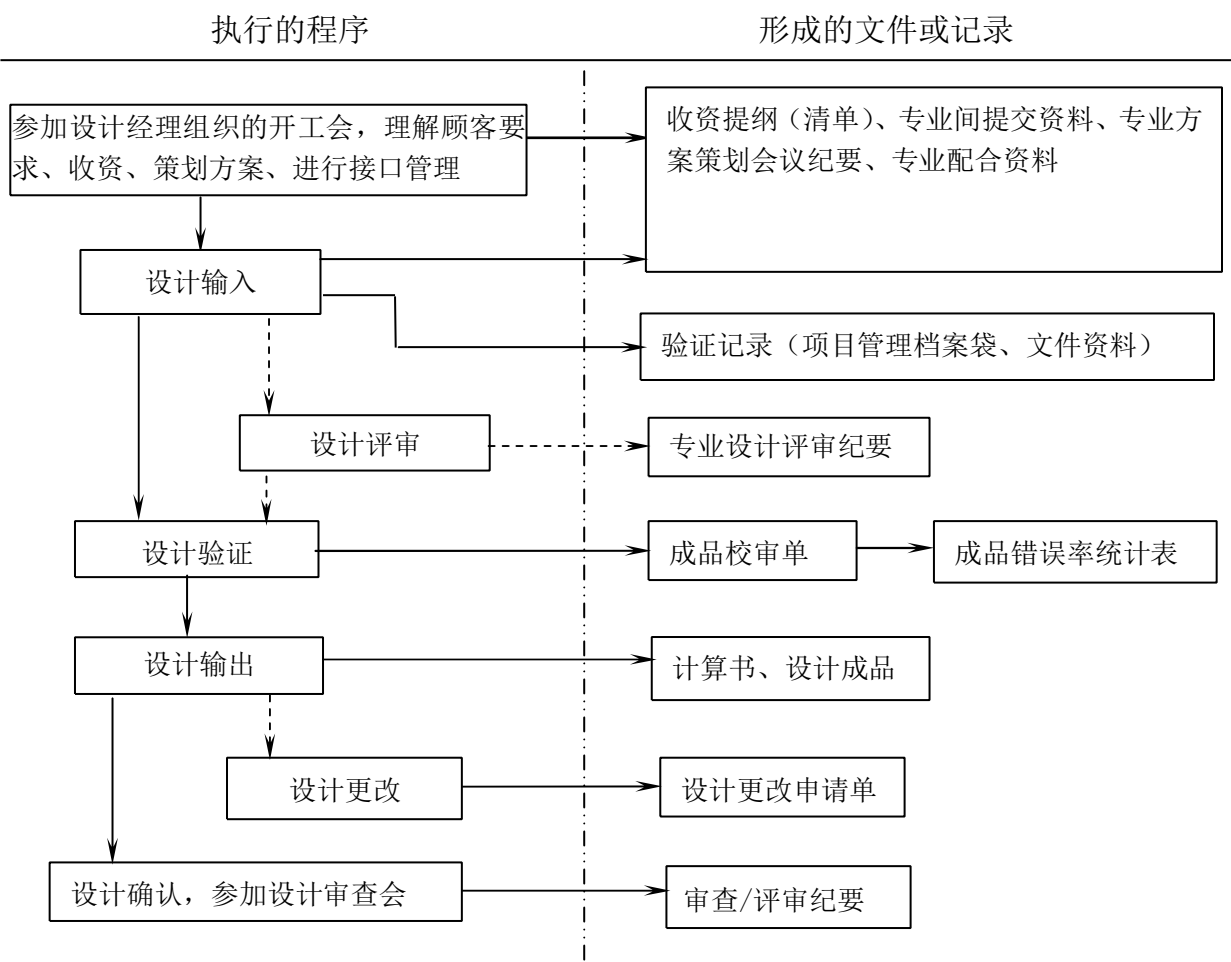 执行的程序
形成的文件或记录
参加设计经理组织的开工会，理解顾客要
求、收资、策划方案、进行接口管理
收资提纲（清单）、专业间提交资料、专业方
案策划会议纪要、专业配合资料
设计输入
验证记录（项目管理档案袋、文件资料）
设计评审
专业设计评审纪要
设计验证
成品校审单
成品错误率统计表
设计输出
计算书、设计成品
设计更改
设计更改申请单
设计确认，参加设计审查会
审查/评审纪要